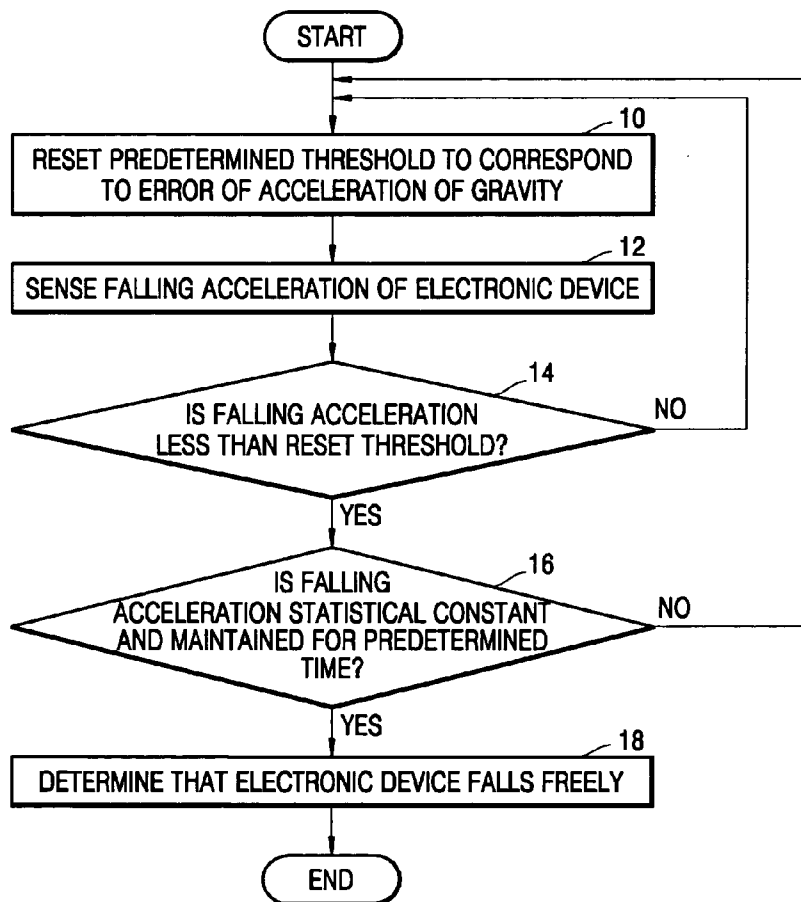 START
10
RESET PREDETERMINED THRESHOLD TO CORRESPOND
TO ERROR OF ACCELERATION OF GRAVITY
12
SENSE FALLING ACCELERATION OF ELECTRONIC DEVICE
14
IS FALLING ACCELERATION
LESS THAN RESET THRESHOLD?
NO
YES
16
IS FALLING
ACCELERATION STATISTICAL CONSTANT
AND MAINTAINED FOR PREDETERMINED
TIME?
NO
YES
18
DETERMINE THAT ELECTRONIC DEVICE FALLS FREELY
END